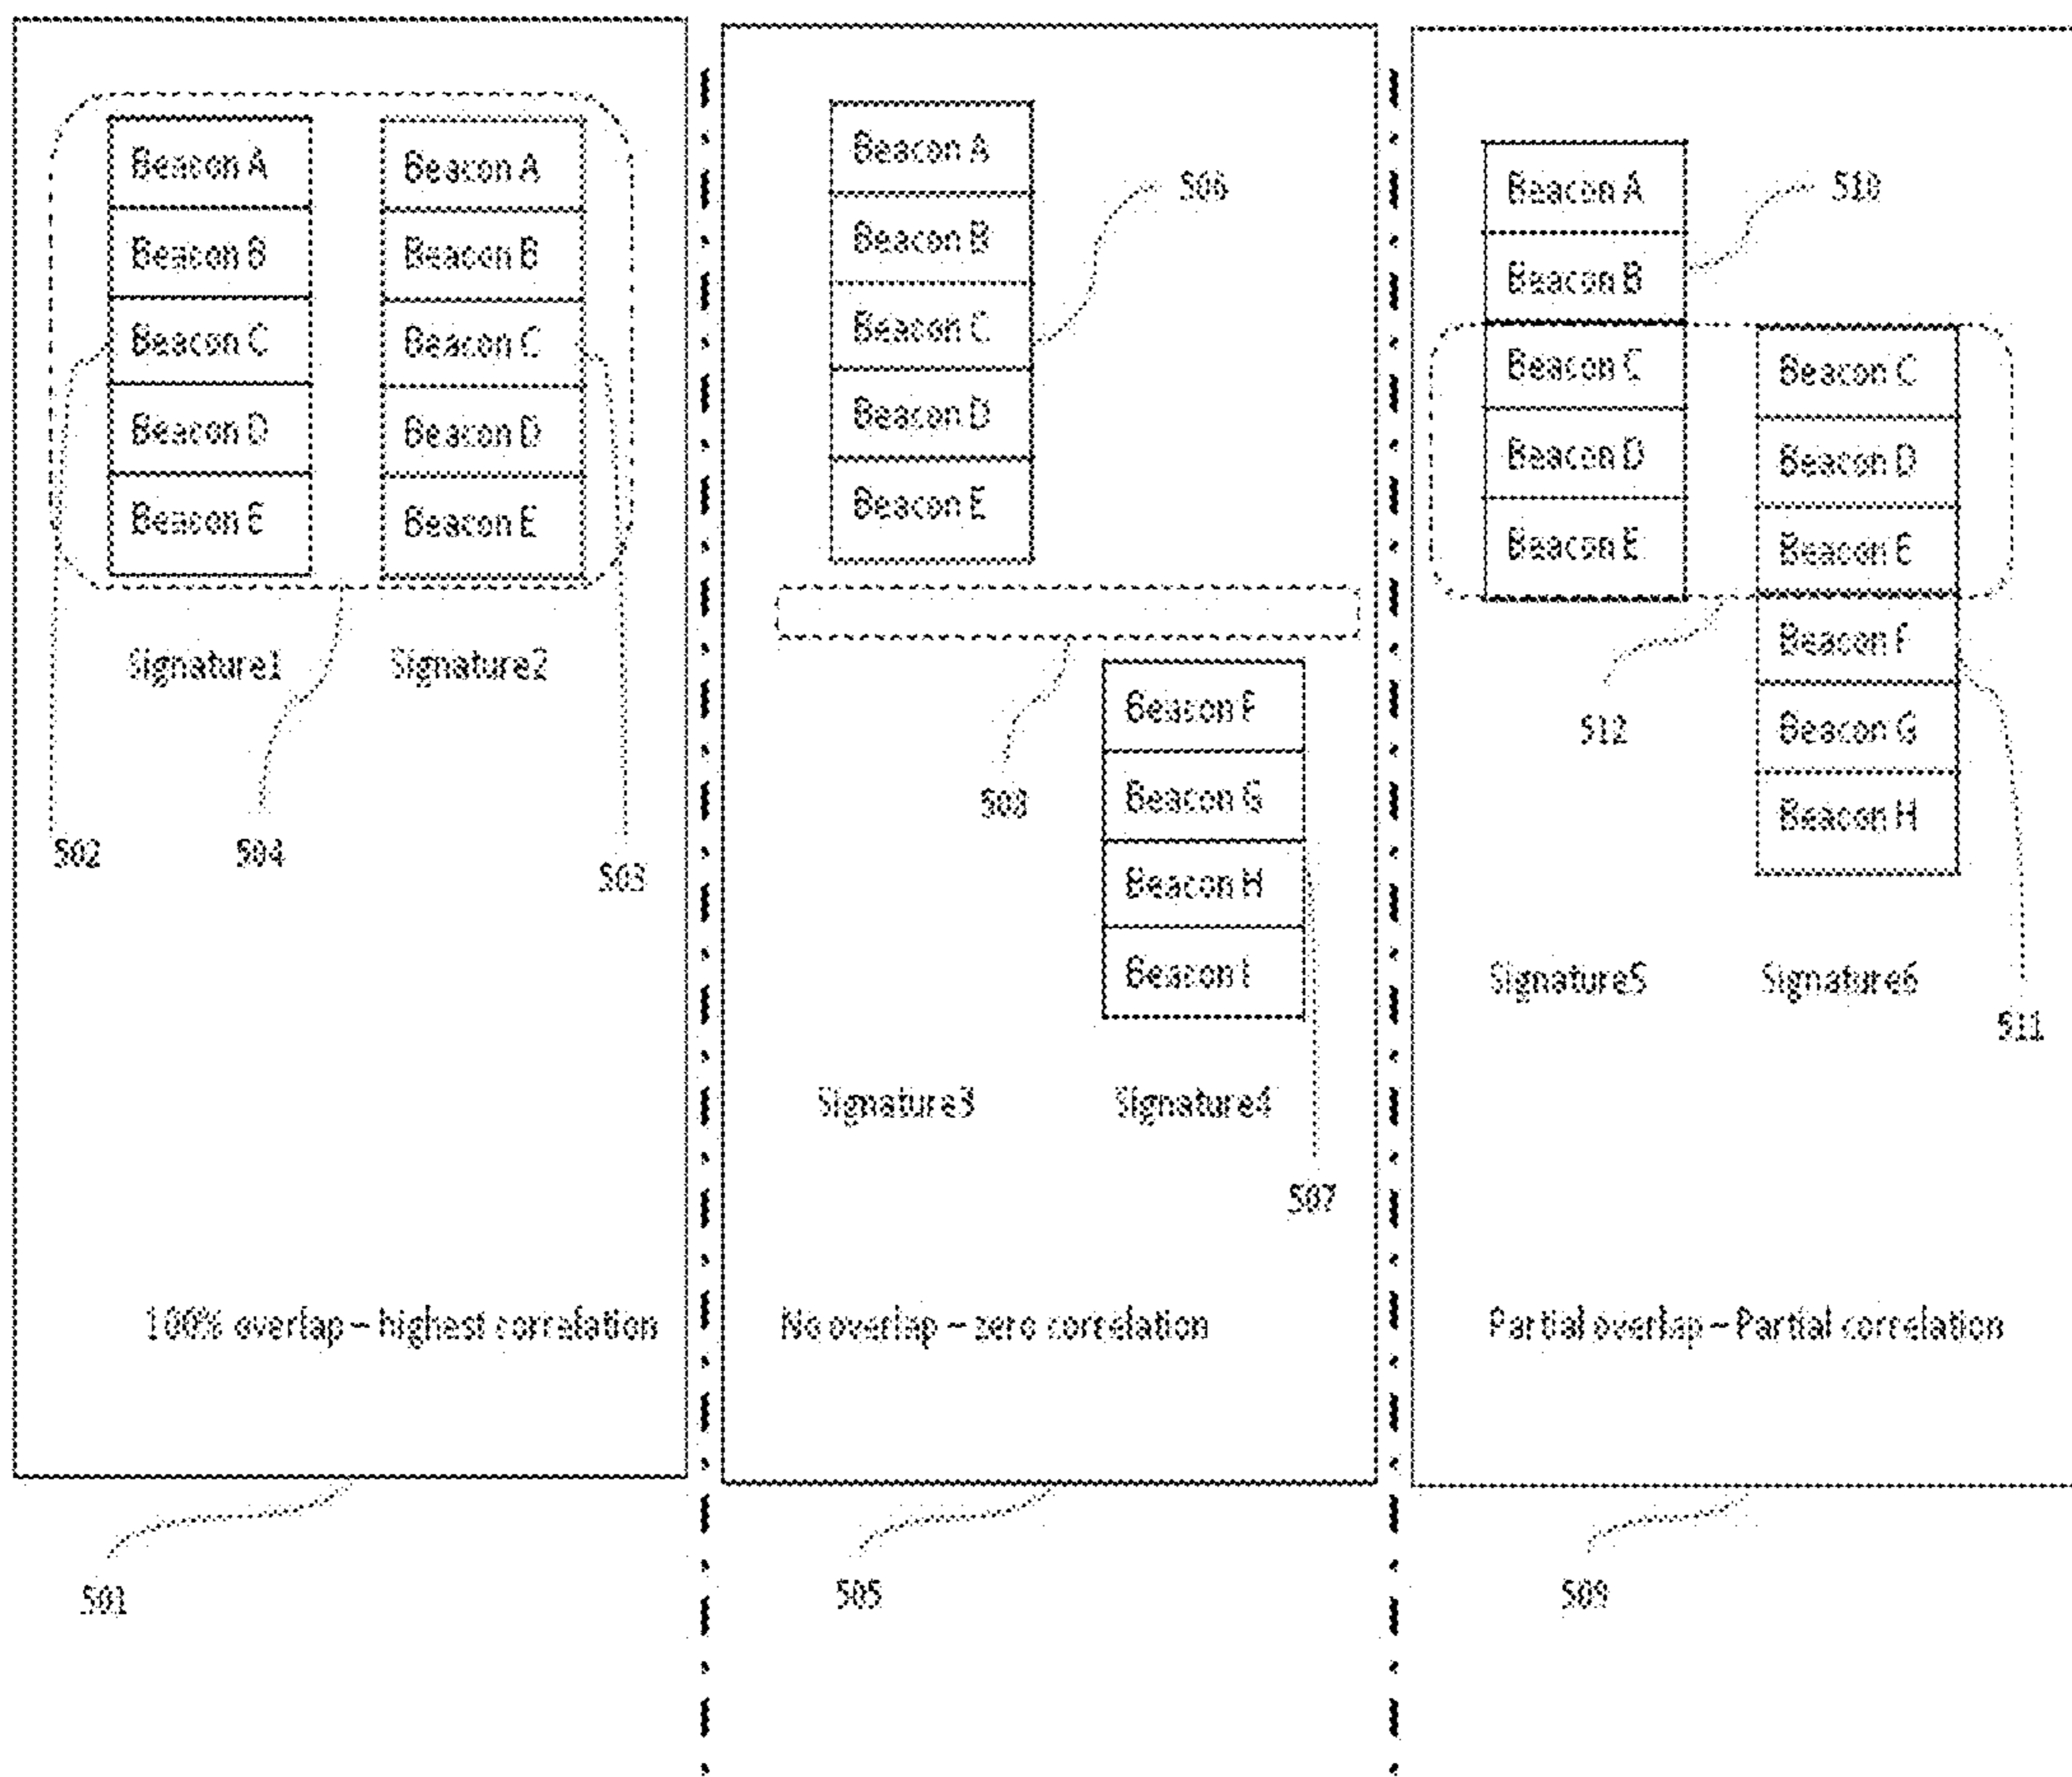 Beacon A
Beacon B
Beacon C
Beacon D
Beacon E
Beacon A
Beacon B
Beacon C
Beacon D
Beacon E
Signature1
Signature2
502
504
503
100% overlap – highest correlation
501
Beacon A
Beacon B
Beacon C
Beacon D
Beacon E
506
508
Beacon F
Beacon G
Beacon H
Beacon I
Signature3
Signature4
507
No overlap – zero correlation
505
Beacon A
Beacon B
Beacon C
Beacon D
Beacon E
510
Beacon C
Beacon D
Beacon E
Beacon F
Beacon G
Beacon H
512
Signature5
Signature6
511
Partial overlap – Partial correlation
509